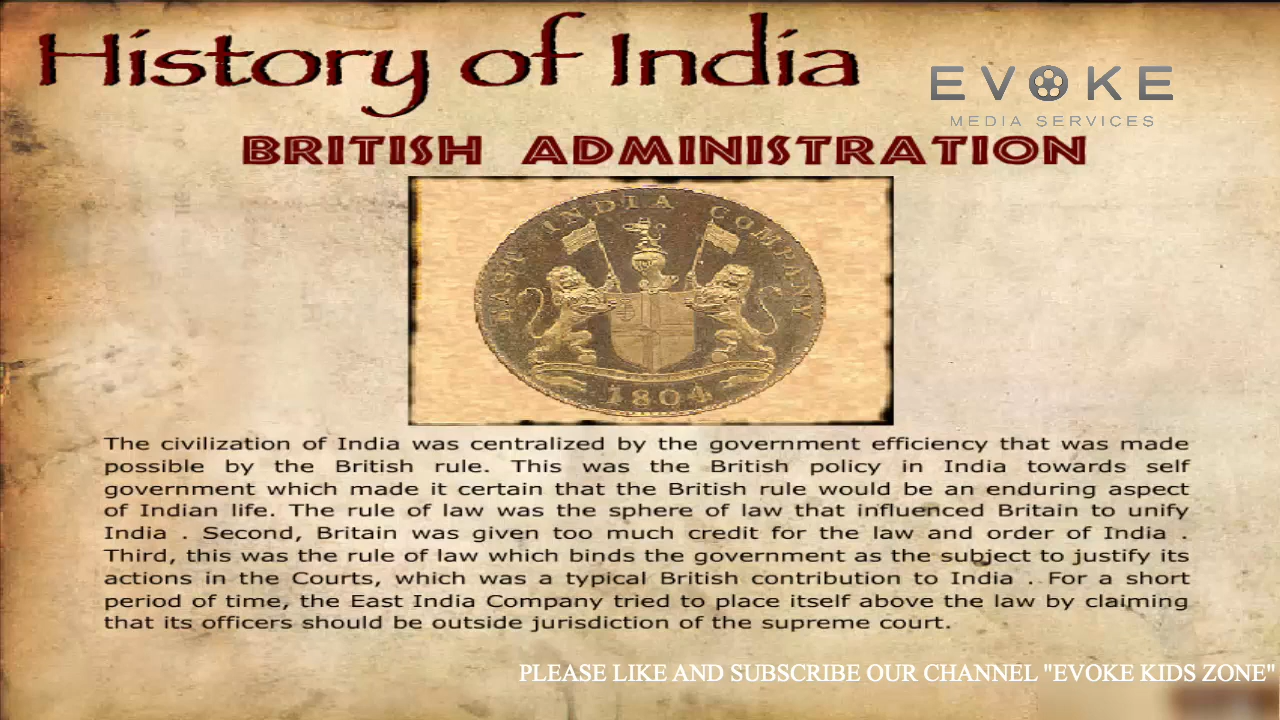 History of India
EVOKE
MEDIA SERVICES
BRITISH ADMINISTRATION
EAST INDIA COMPANY
1804
The civilization of India was centralized by the government efficiency that was made
possible by the British rule. This was the British policy in India towards self
government which made it certain that the British rule would be an enduring aspect
of Indian life. The rule of law was the sphere of law that influenced Britain to unify
India . Second, Britain was given too much credit for the law and order of India .
Third, this was the rule of law which binds the government as the subject to justify its
actions in the Courts, which was a typical British contribution to India . For a short
period of time, the East India Company tried to place itself above the law by claiming
that its officers should be outside jurisdiction of the supreme court.
PLEASE LIKE AND SUBSCRIBE OUR CHANNEL "EVOKE KIDS ZONE"